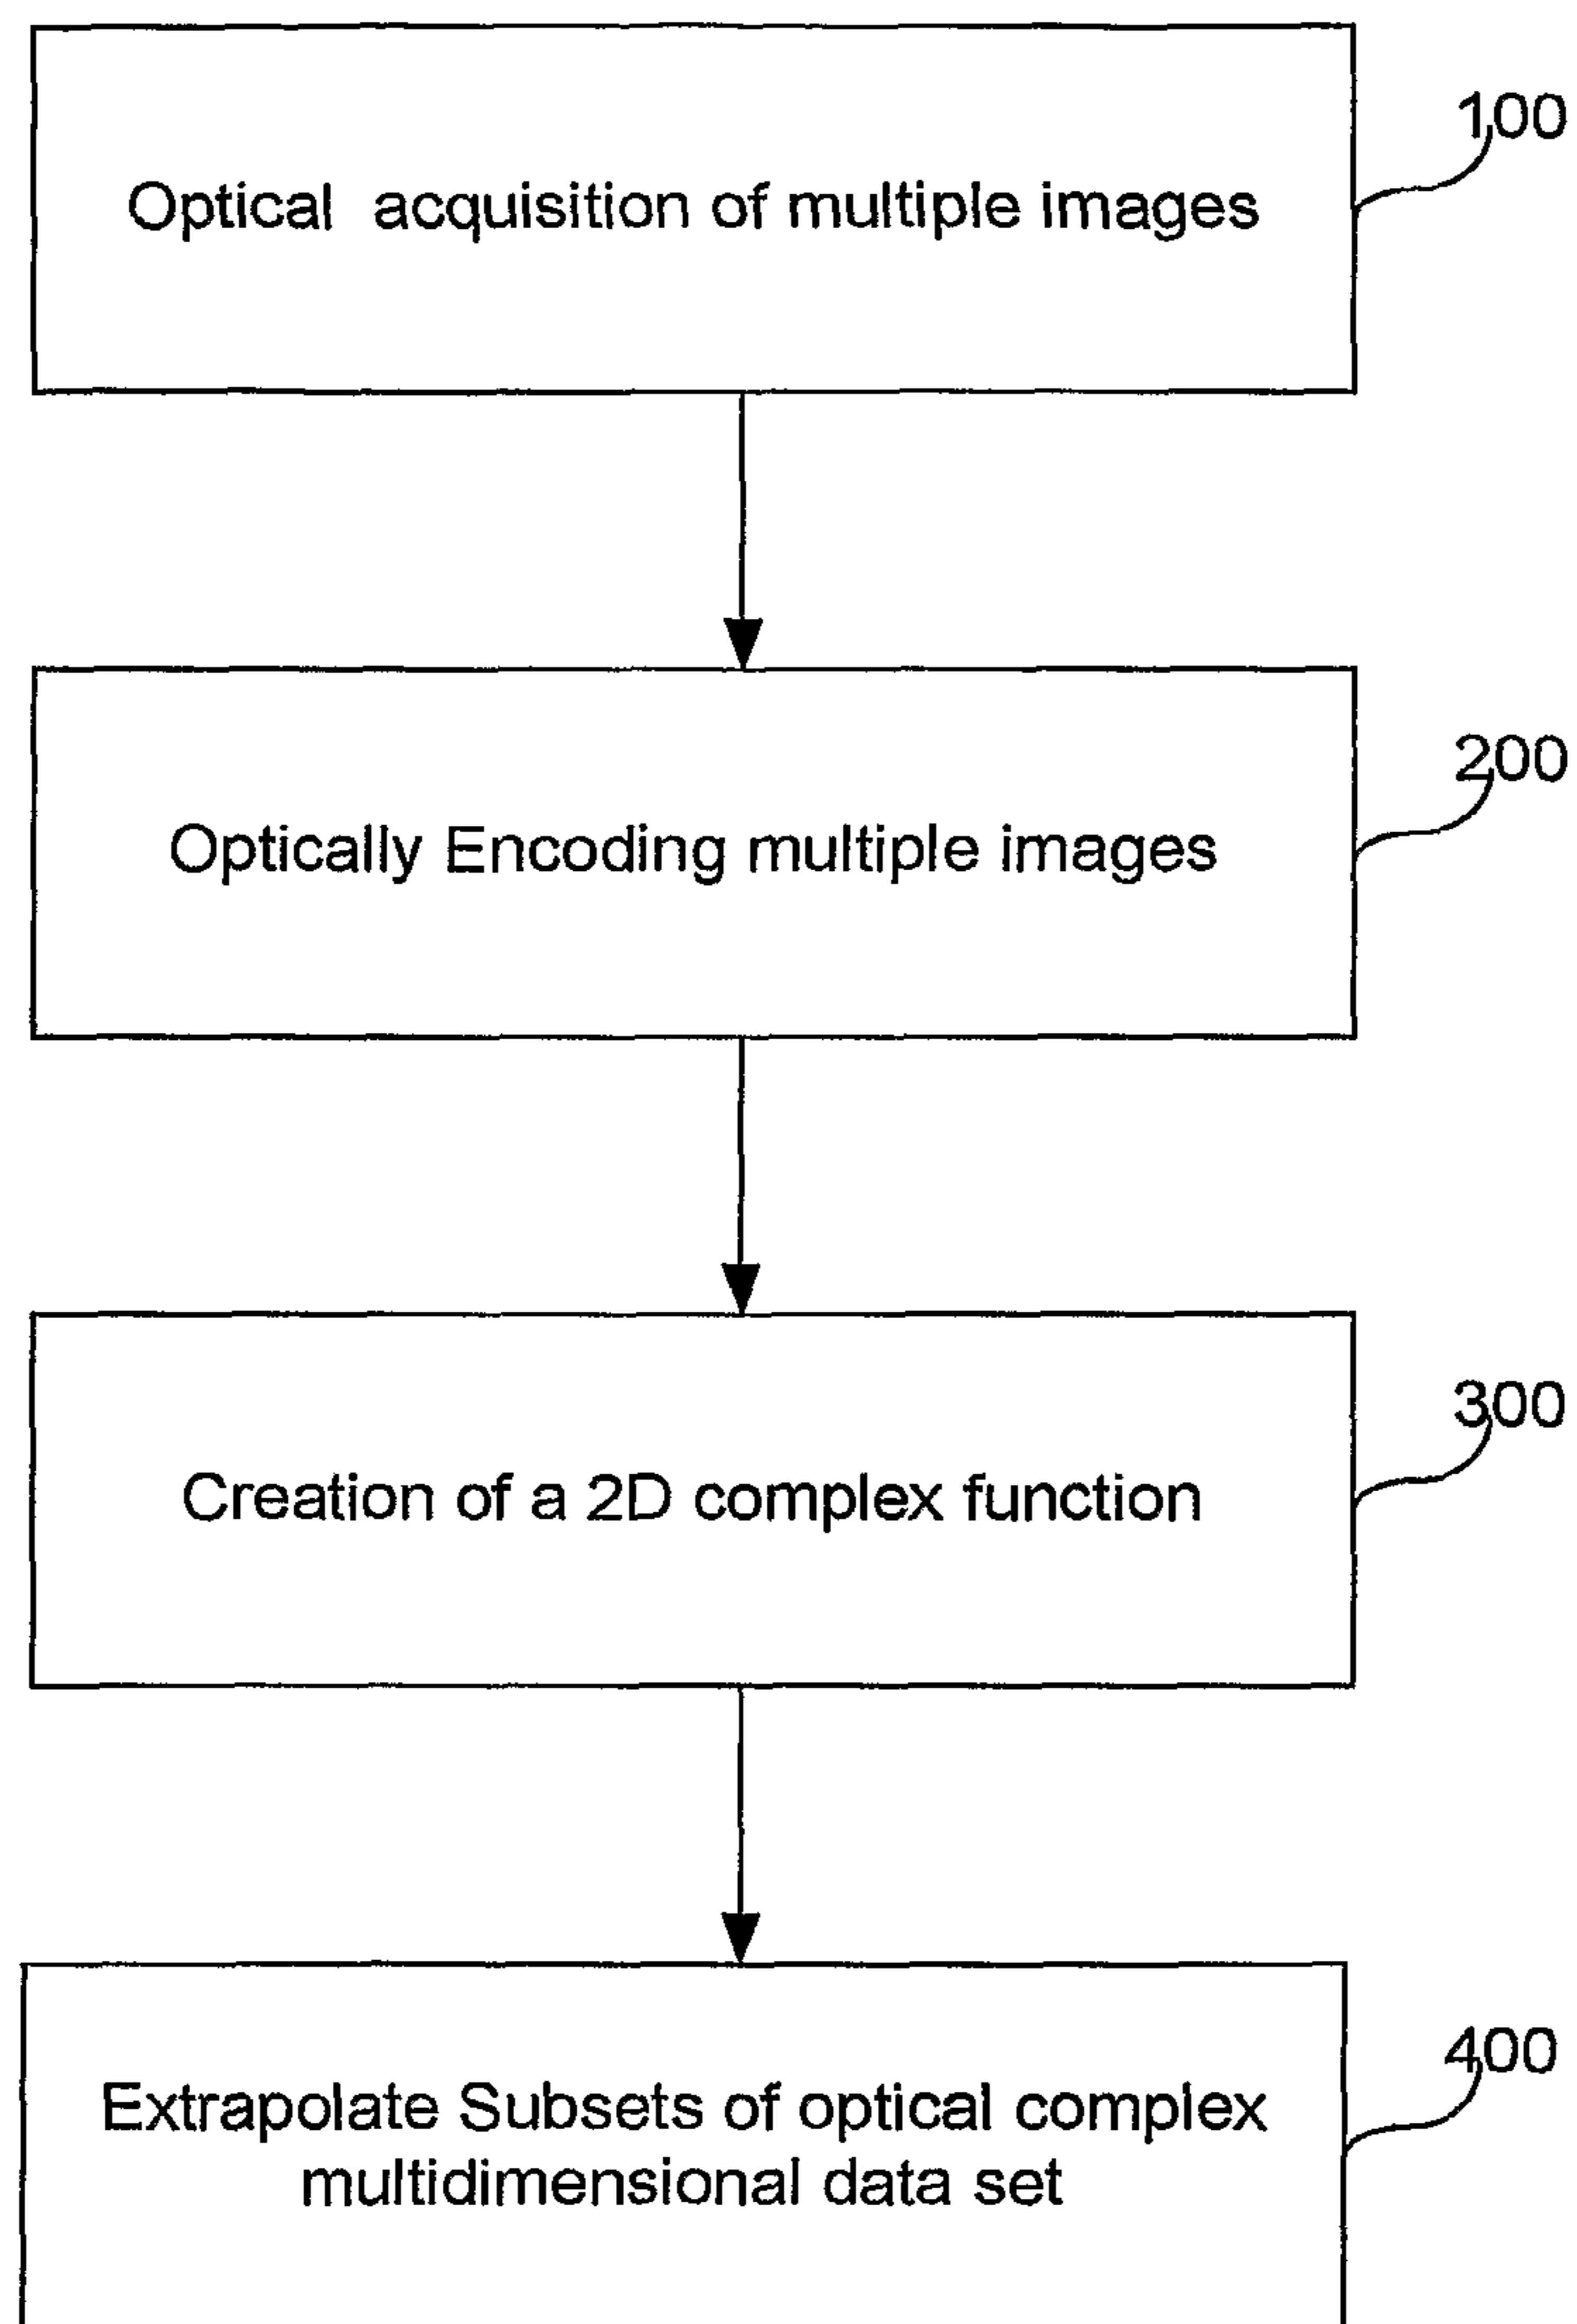 100
Optical acquisition of multiple images
200
Optically Encoding multiple images
300
Creation of a 2D complex function
400
Extrapolate Subsets of optical complex
multidimensional data set